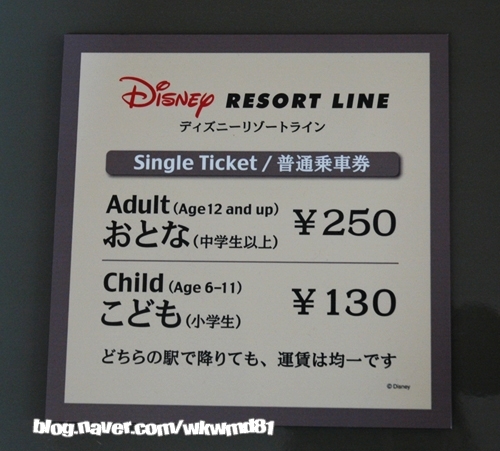 Disney RESORT LINE
ディズニーリゾートライン
Single Ticket / 普通乗車券
Adult (Age12 and up)
おとな (中学生以上) ￥250
Child (Age 6-11)
こども (小学生) ￥130
どちらの駅で降りても、運賃は均一です
© Disney
blog.naver.com/wkwmd81